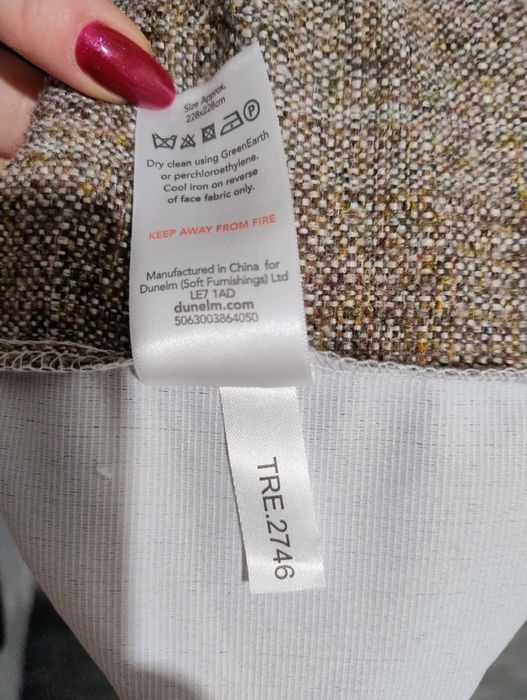 Size Approx.
228x228cm
P
Dry clean using GreenEarth
or perchloroethylene.
Cool iron on reverse
of face fabric only.
KEEP AWAY FROM FIRE
Manufactured in China for
Dunelm (Soft Furnishings) Ltd
LE7 1AD
dunelm.com
5063003864050
TRE.2746